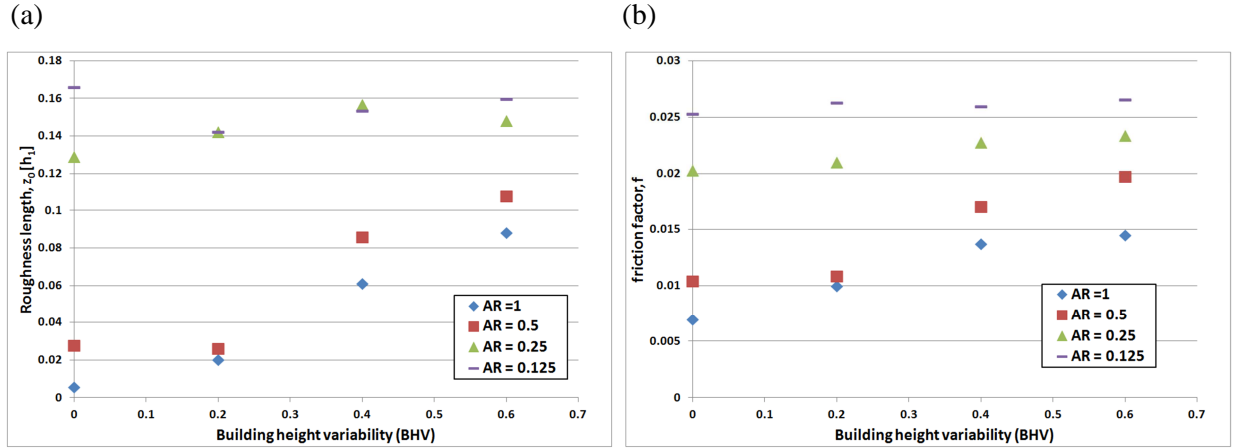 (a)
(b)
0.18
0.16
0.14
0.12
0.1
0.08
0.06
0.04
0.02
0
Roughness length, z0 [h1]
0 0.1 0.2 0.3 0.4 0.5 0.6 0.7
Building height variability (BHV)
AR =1
AR = 0.5
AR = 0.25
AR = 0.125
0.03
0.025
0.02
0.015
0.01
0.005
0
friction factor,f
0 0.1 0.2 0.3 0.4 0.5 0.6 0.7
Building height variability (BHV)
AR =1
AR = 0.5
AR = 0.25
AR = 0.125